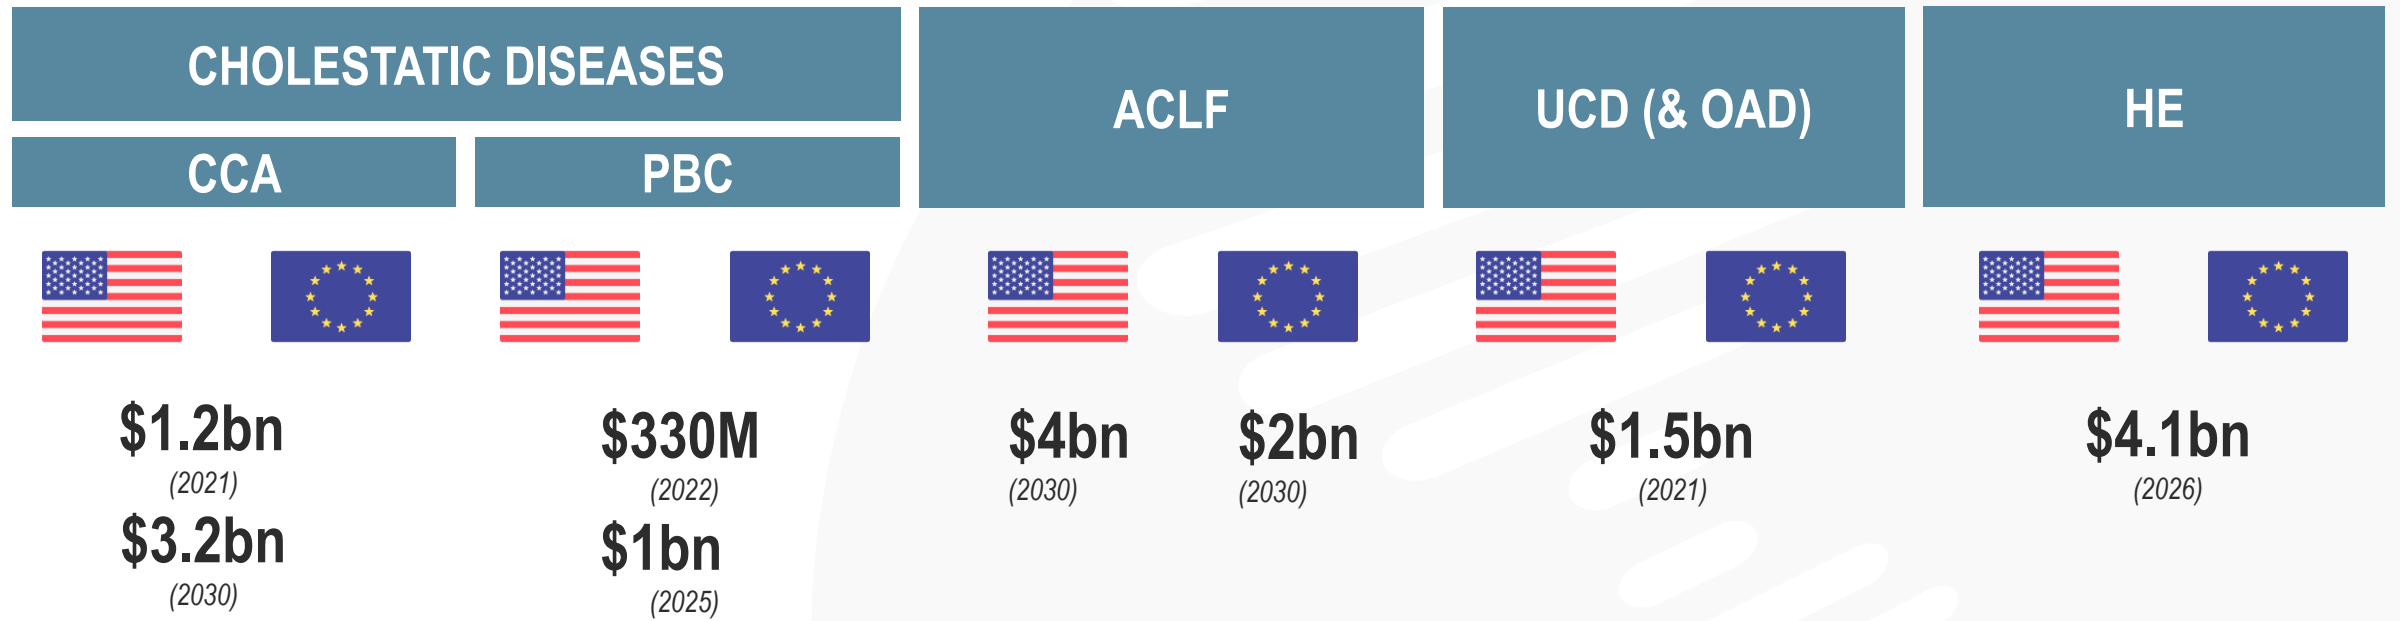 CHOLESTATIC DISEASES
CCA
PBC
ACLF
UCD (& OAD)
HE
$1.2bn
(2021)
$3.2bn
(2030)
$330M
(2022)
$1bn
(2025)
$4bn
(2030)
$2bn
(2030)
$1.5bn
(2021)
$4.1bn
(2026)